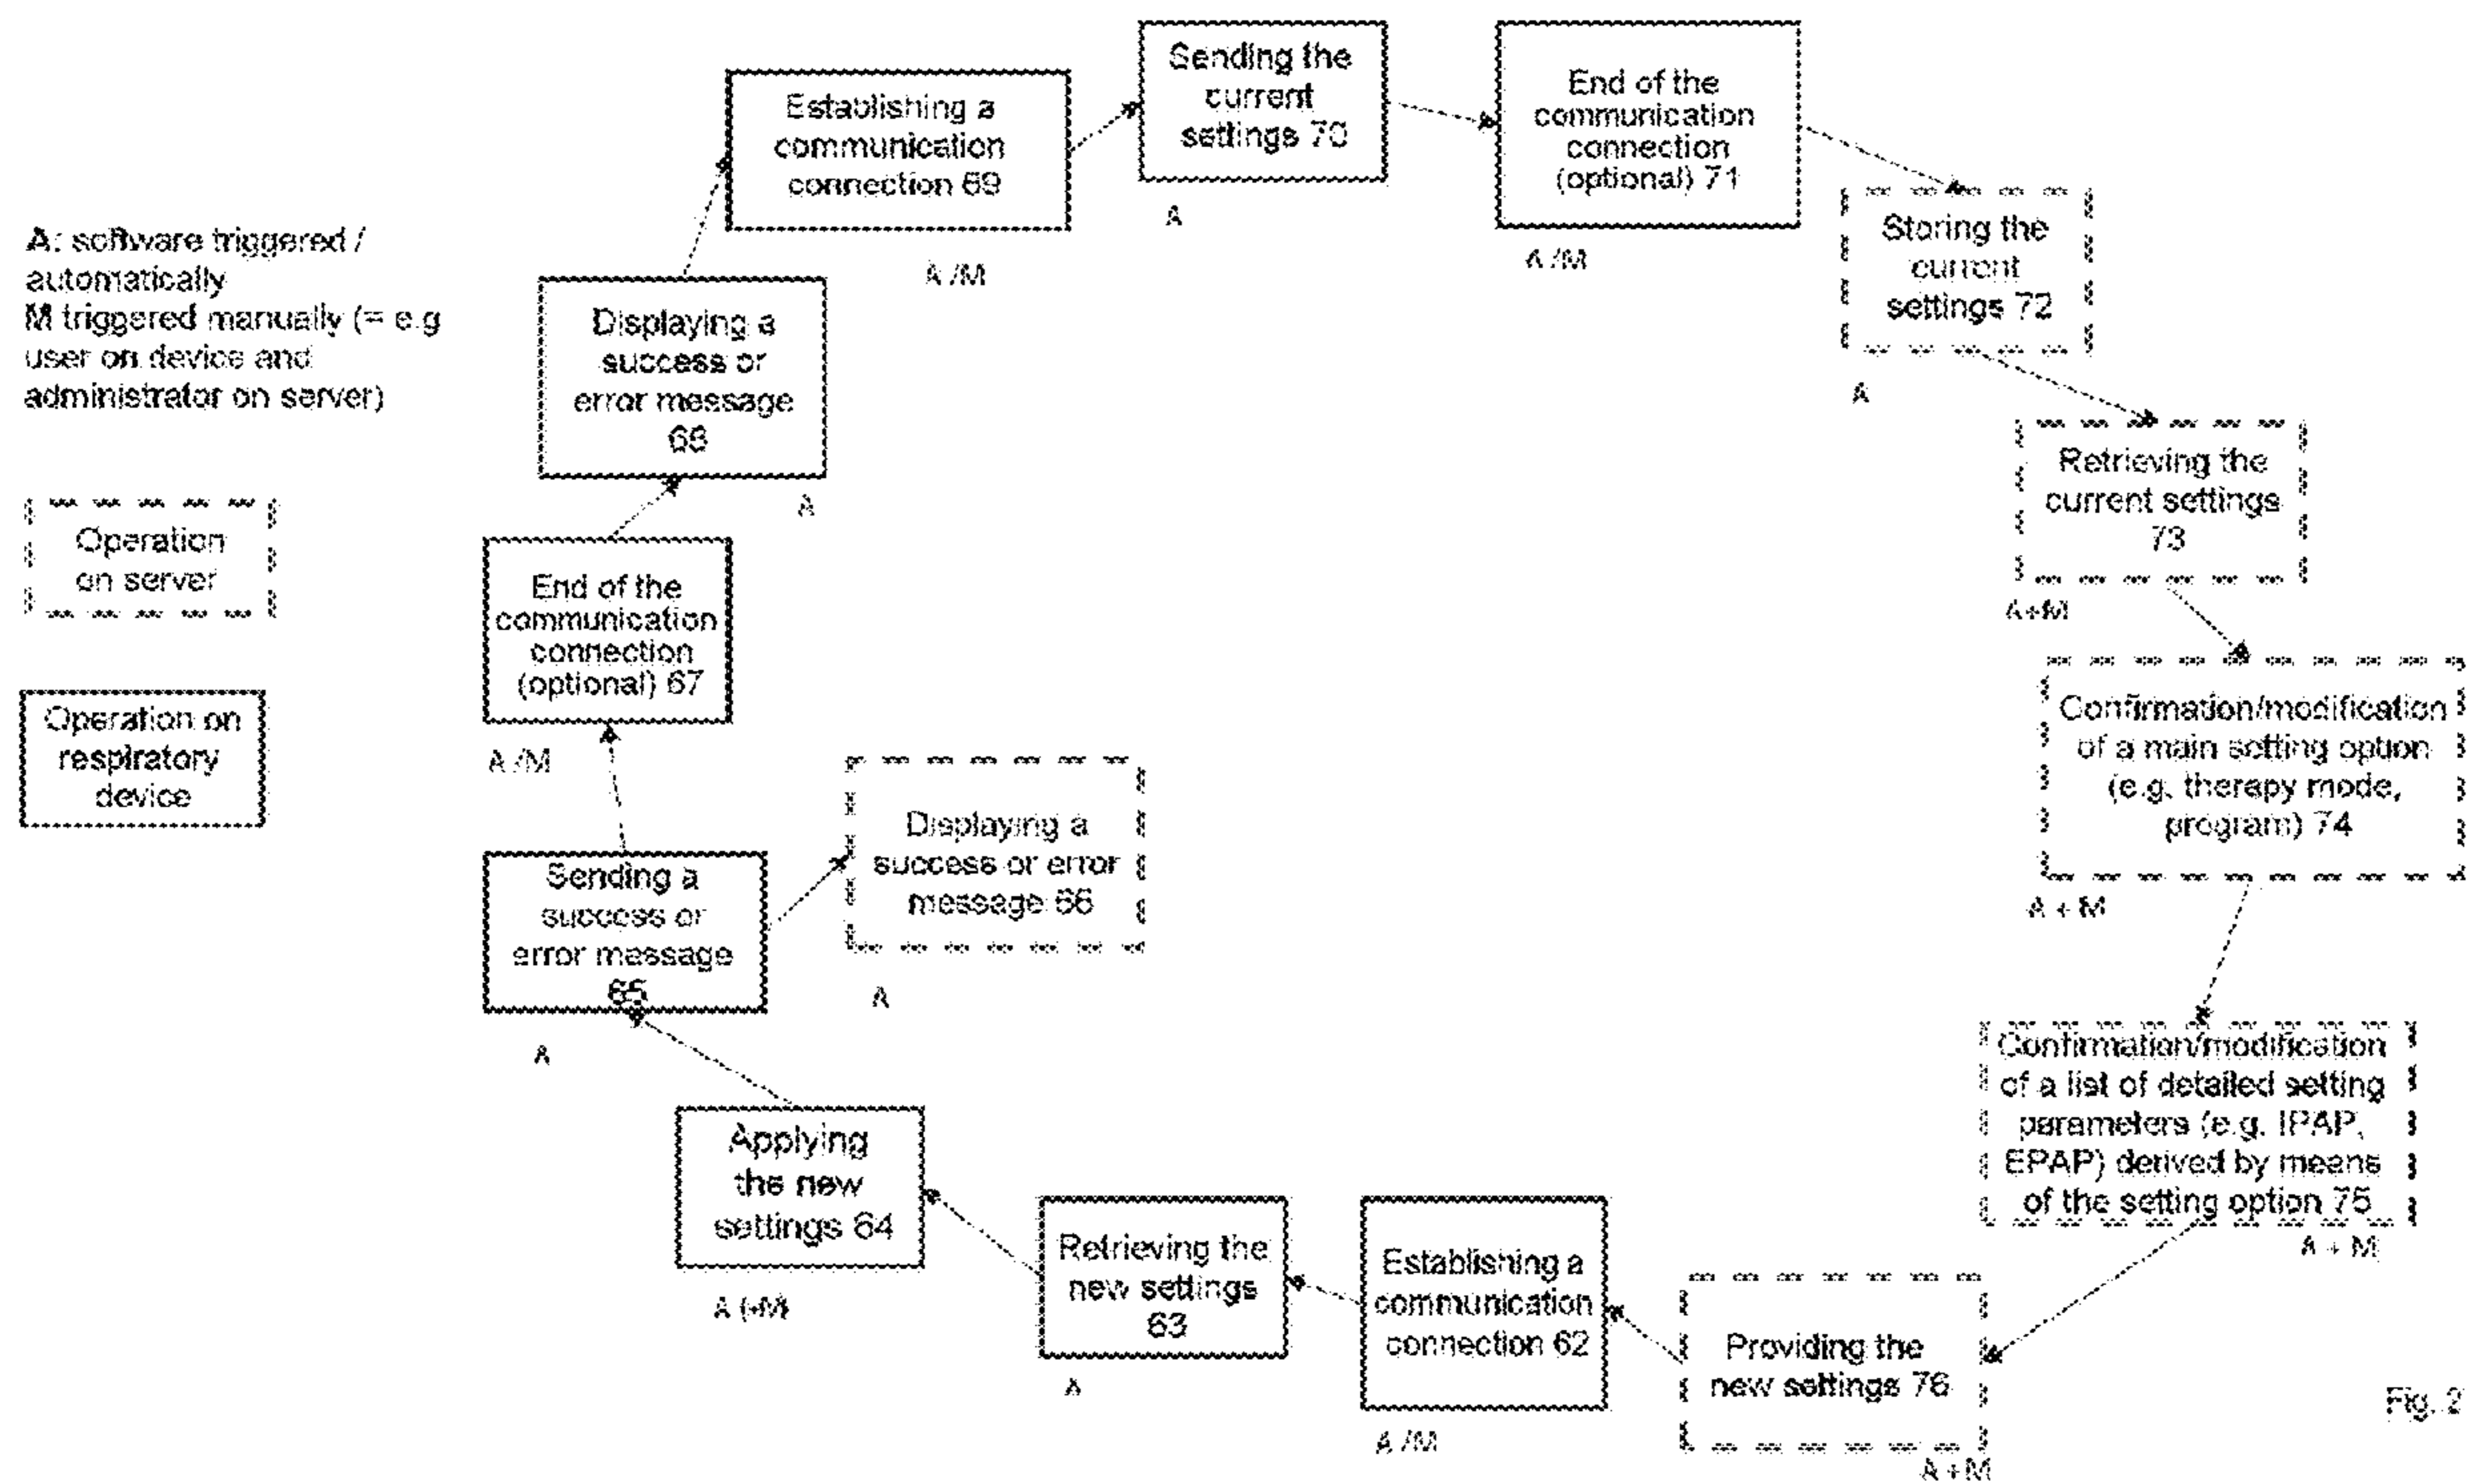 A: software triggered /
automatically
M triggered manually (= e.g
user on device and
administrator on server)
Operation
on server
Operation on
respiratory
device
Establishing a
communication
connection 69
A /M
Sending the
current
settings 70
A
End of the
communication
connection
(optional) 71
A /M
Storing the
current
settings 72
A
Retrieving the
current settings
73
A+M
Confirmation/modification
of a main setting option
(e.g. therapy mode,
program) 74
A + M
Confirmation/modification
of a list of detailed setting
parameters (e.g. IPAP,
EPAP) derived by means
of the setting option 75
A + M
Providing the
new settings 76
A +M
Establishing a
communication
connection 62
A /M
Retrieving the
new settings
63
A
Applying
the new
settings 64
A (+M)
Sending a
success or
error message
65
A
Displaying a
success or error
message 66
A
End of the
communication
connection
(optional) 67
A /M
Displaying a
success or
error message
68
A
Fig. 2